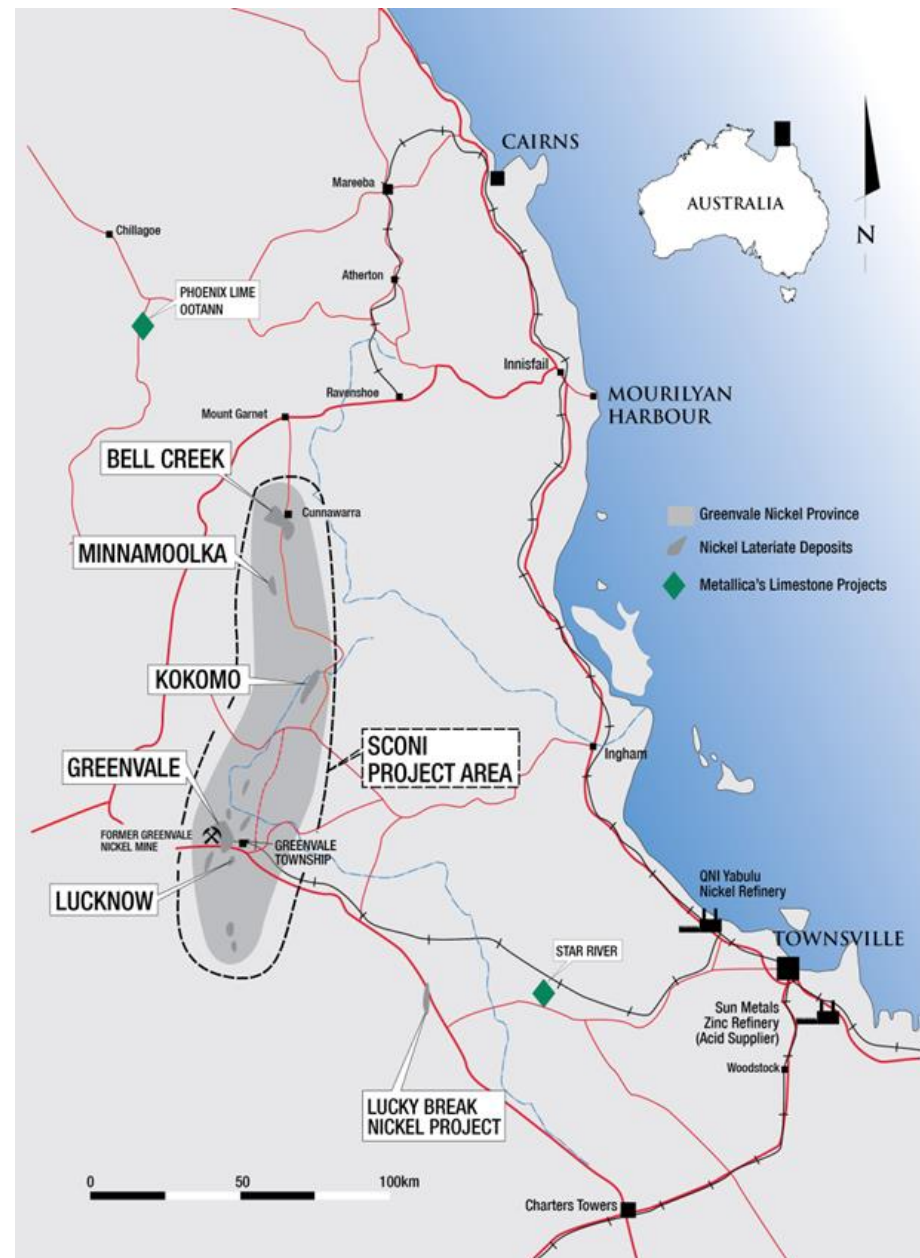 CAIRNS
Mareeba
AUSTRALIA
N
Chillagoe
Atherton
PHOENIX LIME
OOTANN
Innisfail
Ravenshoe
MOURILYAN
HARBOUR
Mount Garnet
BELL CREEK
Cunnawarra
Greenvale Nickel Province
MINNAMOOLKA
Nickel Lateriate Deposits
Metallica's Limestone Projects
KOKOMO
SCONI
PROJECT AREA
Ingham
GREENVALE
FORMER GREENVALE
NICKEL MINE
GREENVALE
TOWNSHIP
LUCKNOW
QNI Yabulu
Nickel Refinery
TOWNSVILLE
STAR RIVER
Sun Metals
Zinc Refinery
(Acid Supplier)
Woodstock
LUCKY BREAK
NICKEL PROJECT
0 50 100km
Charters Towers